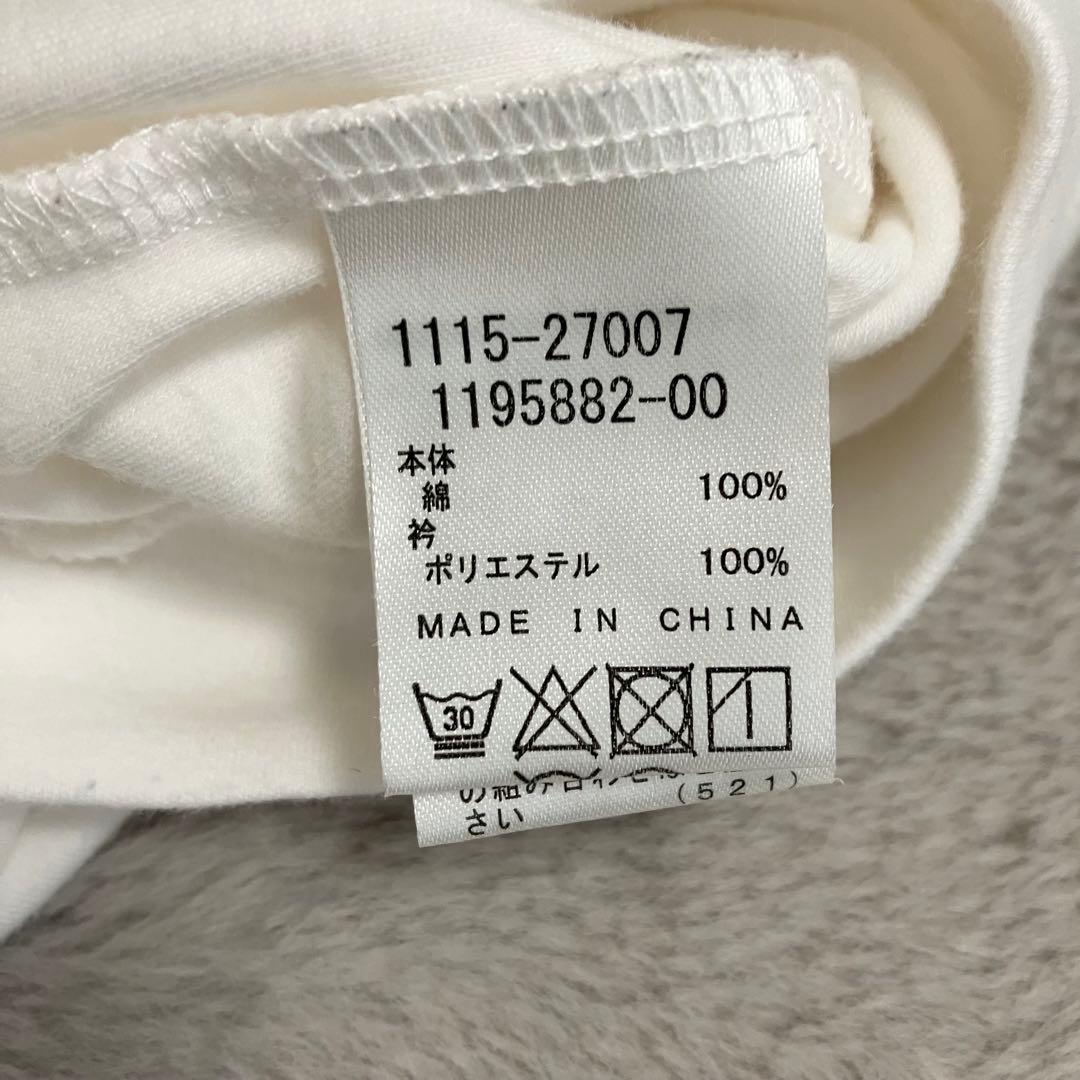 1115-27007
1195882-00
本体
綿 100%
衿
ポリエステル 100%
MADE IN CHINA
30
(521)
さい